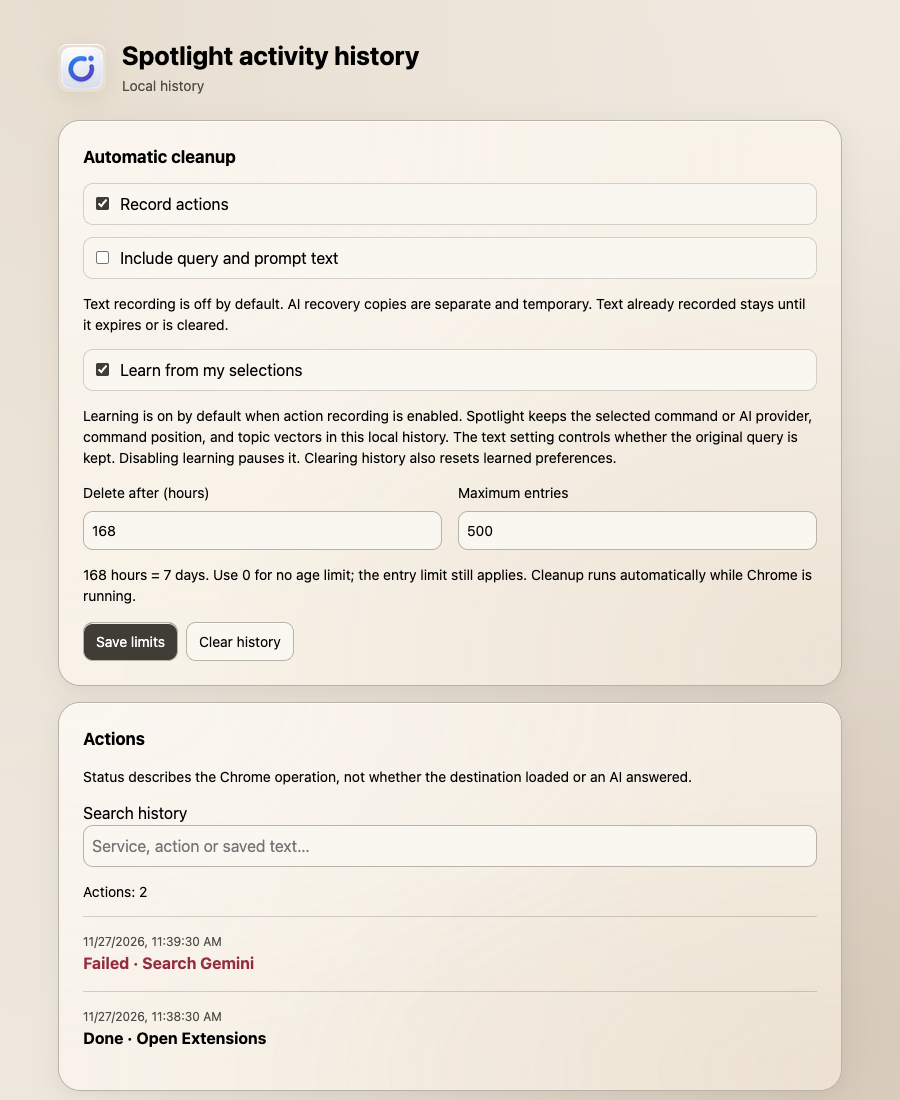 Spotlight activity history
Local history
Automatic cleanup
Record actions
Include query and prompt text
Text recording is off by default. AI recovery copies are separate and temporary. Text already recorded stays until
it expires or is cleared.
Learn from my selections
Learning is on by default when action recording is enabled. Spotlight keeps the selected command or AI provider,
command position, and topic vectors in this local history. The text setting controls whether the original query is
kept. Disabling learning pauses it. Clearing history also resets learned preferences.
Delete after (hours) Maximum entries
168 500
168 hours = 7 days. Use 0 for no age limit; the entry limit still applies. Cleanup runs automatically while Chrome is
running.
Save limits Clear history
Actions
Status describes the Chrome operation, not whether the destination loaded or an AI answered.
Search history
Service, action or saved text...
Actions: 2
11/27/2026, 11:39:30 AM
Failed · Search Gemini
11/27/2026, 11:38:30 AM
Done · Open Extensions